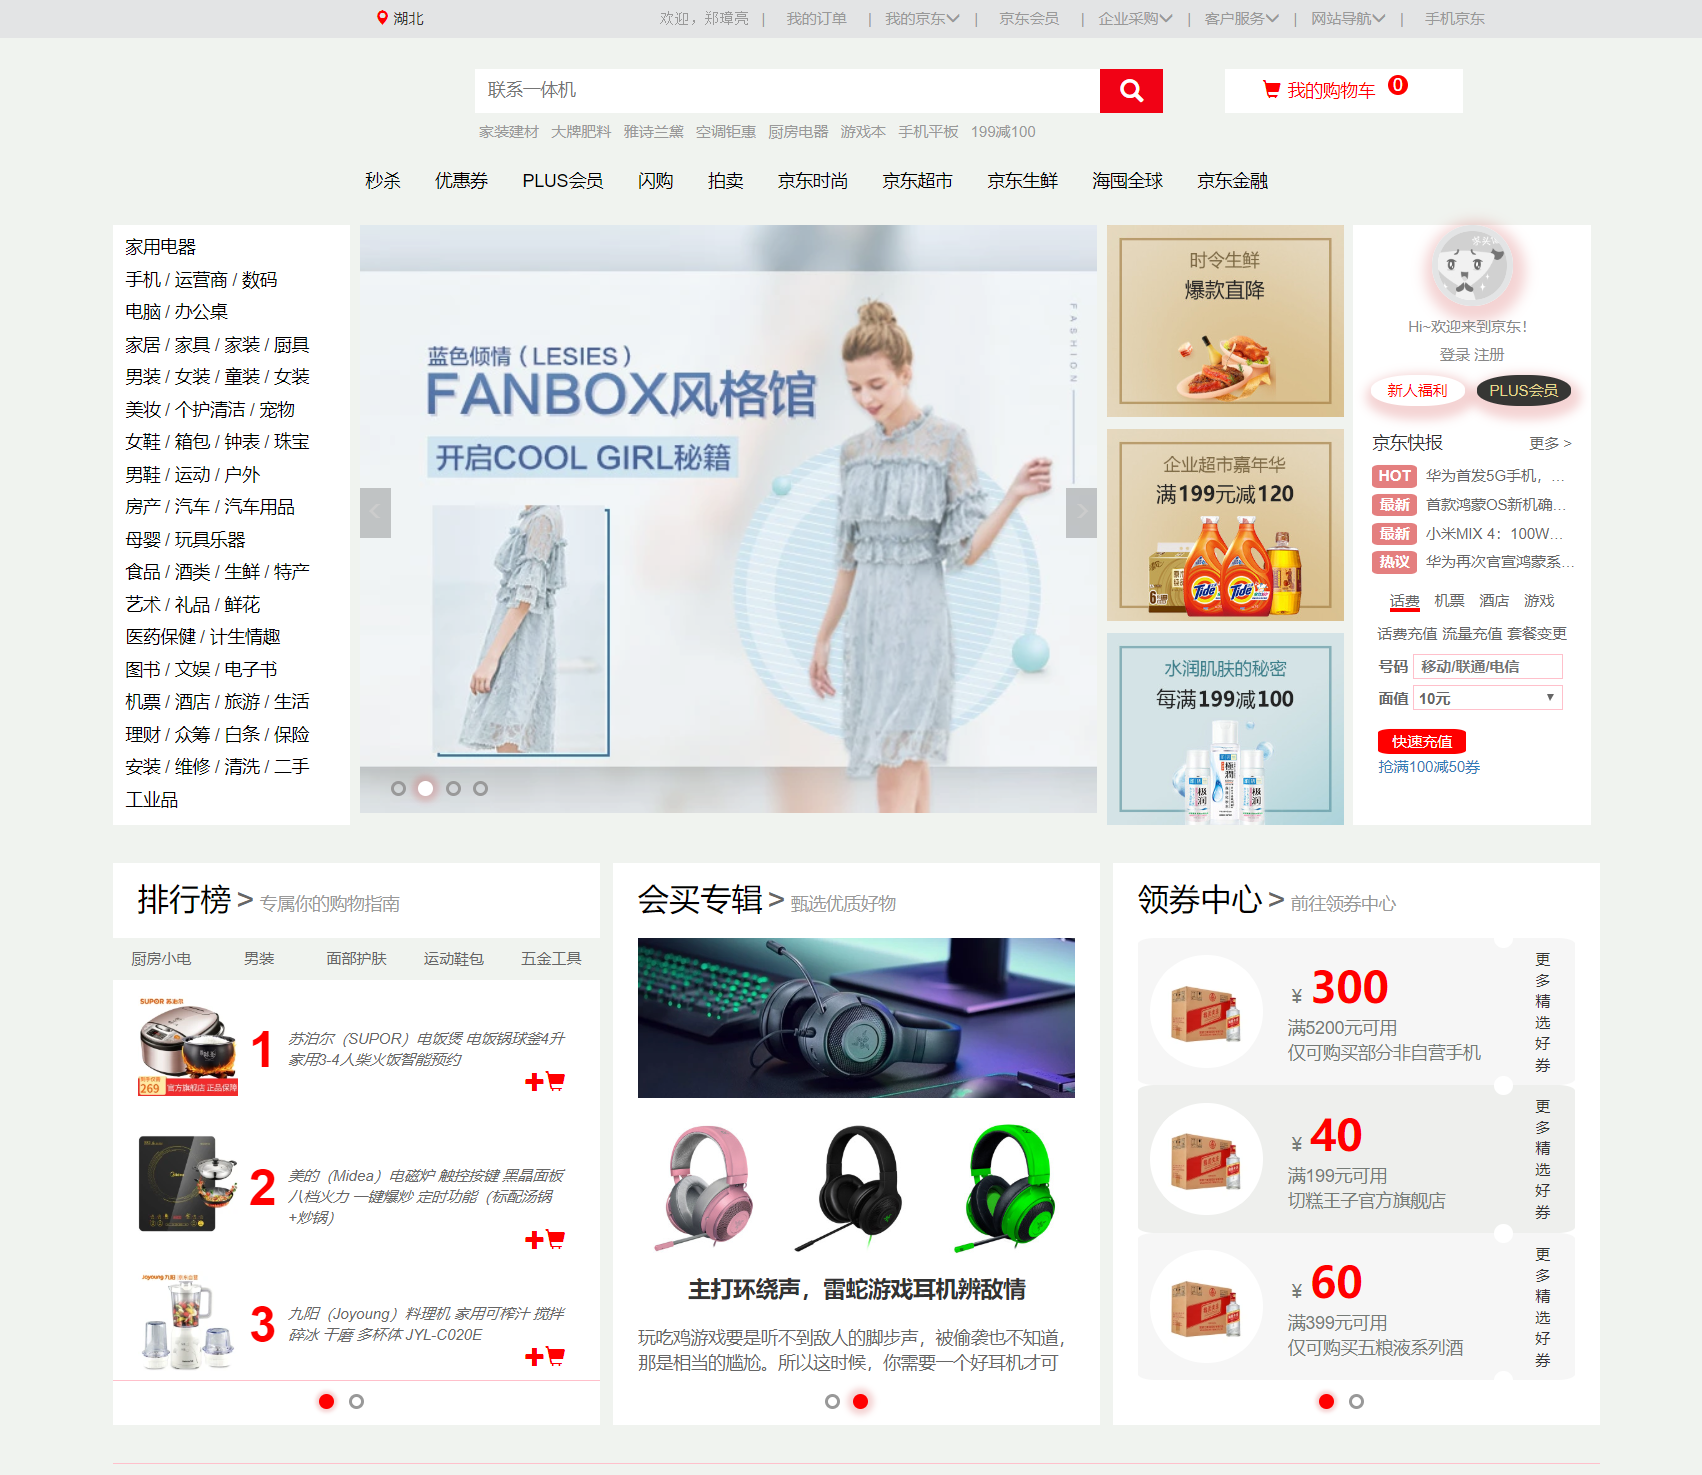 湖北
欢迎，郑璋亮 | 我的订单 | 我的京东 | 京东会员 | 企业采购 | 客户服务 | 网站导航 | 手机京东
联系一体机
我的购物车 0
家装建材 大牌肥料 雅诗兰黛 空调钜惠 厨房电器 游戏本 手机平板 199减100
秒杀 优惠券 PLUS会员 闪购 拍卖 京东时尚 京东超市 京东生鲜 海囤全球 京东金融
家用电器
手机 / 运营商 / 数码
电脑 / 办公桌
家居 / 家具 / 家装 / 厨具
男装 / 女装 / 童装 / 女装
美妆 / 个护清洁 / 宠物
女鞋 / 箱包 / 钟表 / 珠宝
男鞋 / 运动 / 户外
房产 / 汽车 / 汽车用品
母婴 / 玩具乐器
食品 / 酒类 / 生鲜 / 特产
艺术 / 礼品 / 鲜花
医药保健 / 计生情趣
图书 / 文娱 / 电子书
机票 / 酒店 / 旅游 / 生活
理财 / 众筹 / 白条 / 保险
安装 / 维修 / 清洗 / 二手
工业品
蓝色倾情（LESIES）
FANBOX风格馆
开启COOL GIRL秘籍
FASHION
时令生鲜
爆款直降
企业超市嘉年华
满199元减120
Tide
Tide
水润肌肤的秘密
每满199减100
Hi~欢迎来到京东！
登录 注册
新人福利 PLUS会员
京东快报 更多 >
HOT 华为首发5G手机，...
最新 首款鸿蒙OS新机确...
最新 小米MIX 4：100W...
热议 华为再次官宣鸿蒙系...
话费 机票 酒店 游戏
话费充值 流量充值 套餐变更
号码 移动/联通/电信
面值 10元
快速充值
抢满100减50券
排行榜 > 专属你的购物指南
厨房小电 男装 面部护肤 运动鞋包 五金工具
SUPOR 苏泊尔
269 官方旗舰店 正品保障
1
苏泊尔（SUPOR）电饭煲 电饭锅球釜4升
家用3-4人柴火饭智能预约
2
美的（Midea）电磁炉 触控按键 黑晶面板
八档火力 一键爆炒 定时功能（标配汤锅
+炒锅）
Joyoung 九阳
3
九阳（Joyoung）料理机 家用可榨汁 搅拌
碎冰 干磨 多杯体 JYL-C020E
会买专辑 > 甄选优质好物
主打环绕声，雷蛇游戏耳机辨敌情
玩吃鸡游戏要是听不到敌人的脚步声，被偷袭也不知道，
那是相当的尴尬。所以这时候，你需要一个好耳机才可
领券中心 > 前往领券中心
¥ 300
满5200元可用
仅可购买部分非自营手机
更多精选好券
¥ 40
满199元可用
切糕王子官方旗舰店
更多精选好券
¥ 60
满399元可用
仅可购买五粮液系列酒
更多精选好券